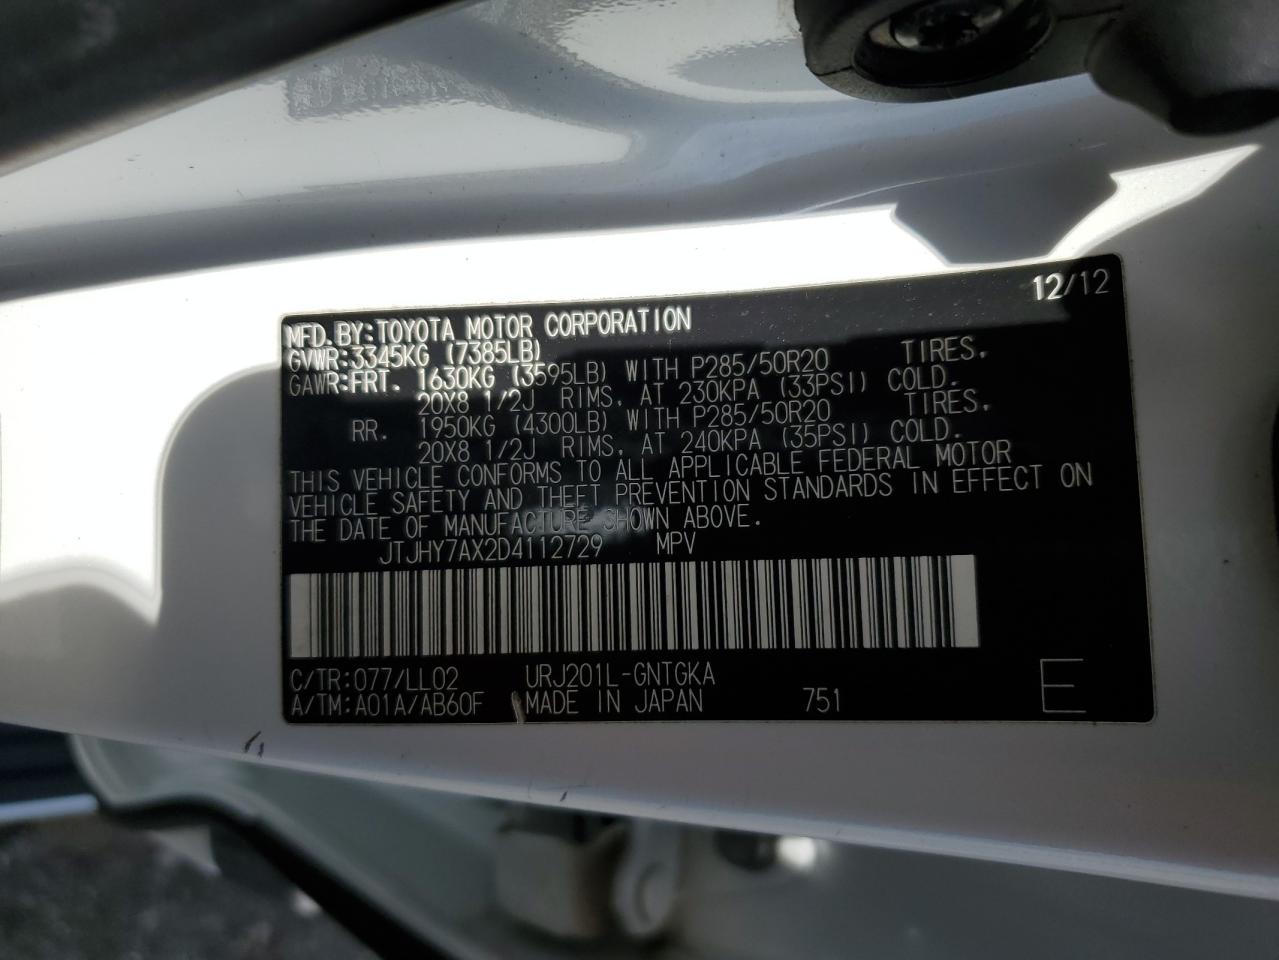 12/12
MFD.BY:TOYOTA MOTOR CORPORATION
GVWR:3345KG (7385LB)
GAWR:FRT. 1630KG (3595LB) WITH P285/50R20 TIRES.
20X8 1/2J RIMS. AT 230KPA (33PSI) COLD.
RR. 1950KG (4300LB) WITH P285/50R20 TIRES.
20X8 1/2J RIMS. AT 240KPA (35PSI) COLD.
THIS VEHICLE CONFORMS TO ALL APPLICABLE FEDERAL MOTOR
VEHICLE SAFETY AND THEFT PREVENTION STANDARDS IN EFFECT ON
THE DATE OF MANUFACTURE SHOWN ABOVE.
JTJHY7AX2D4112729 MPV
C/TR:077/LL02 URJ201L-GNTGKA
A/TM:A01A/AB60F MADE IN JAPAN 751 E